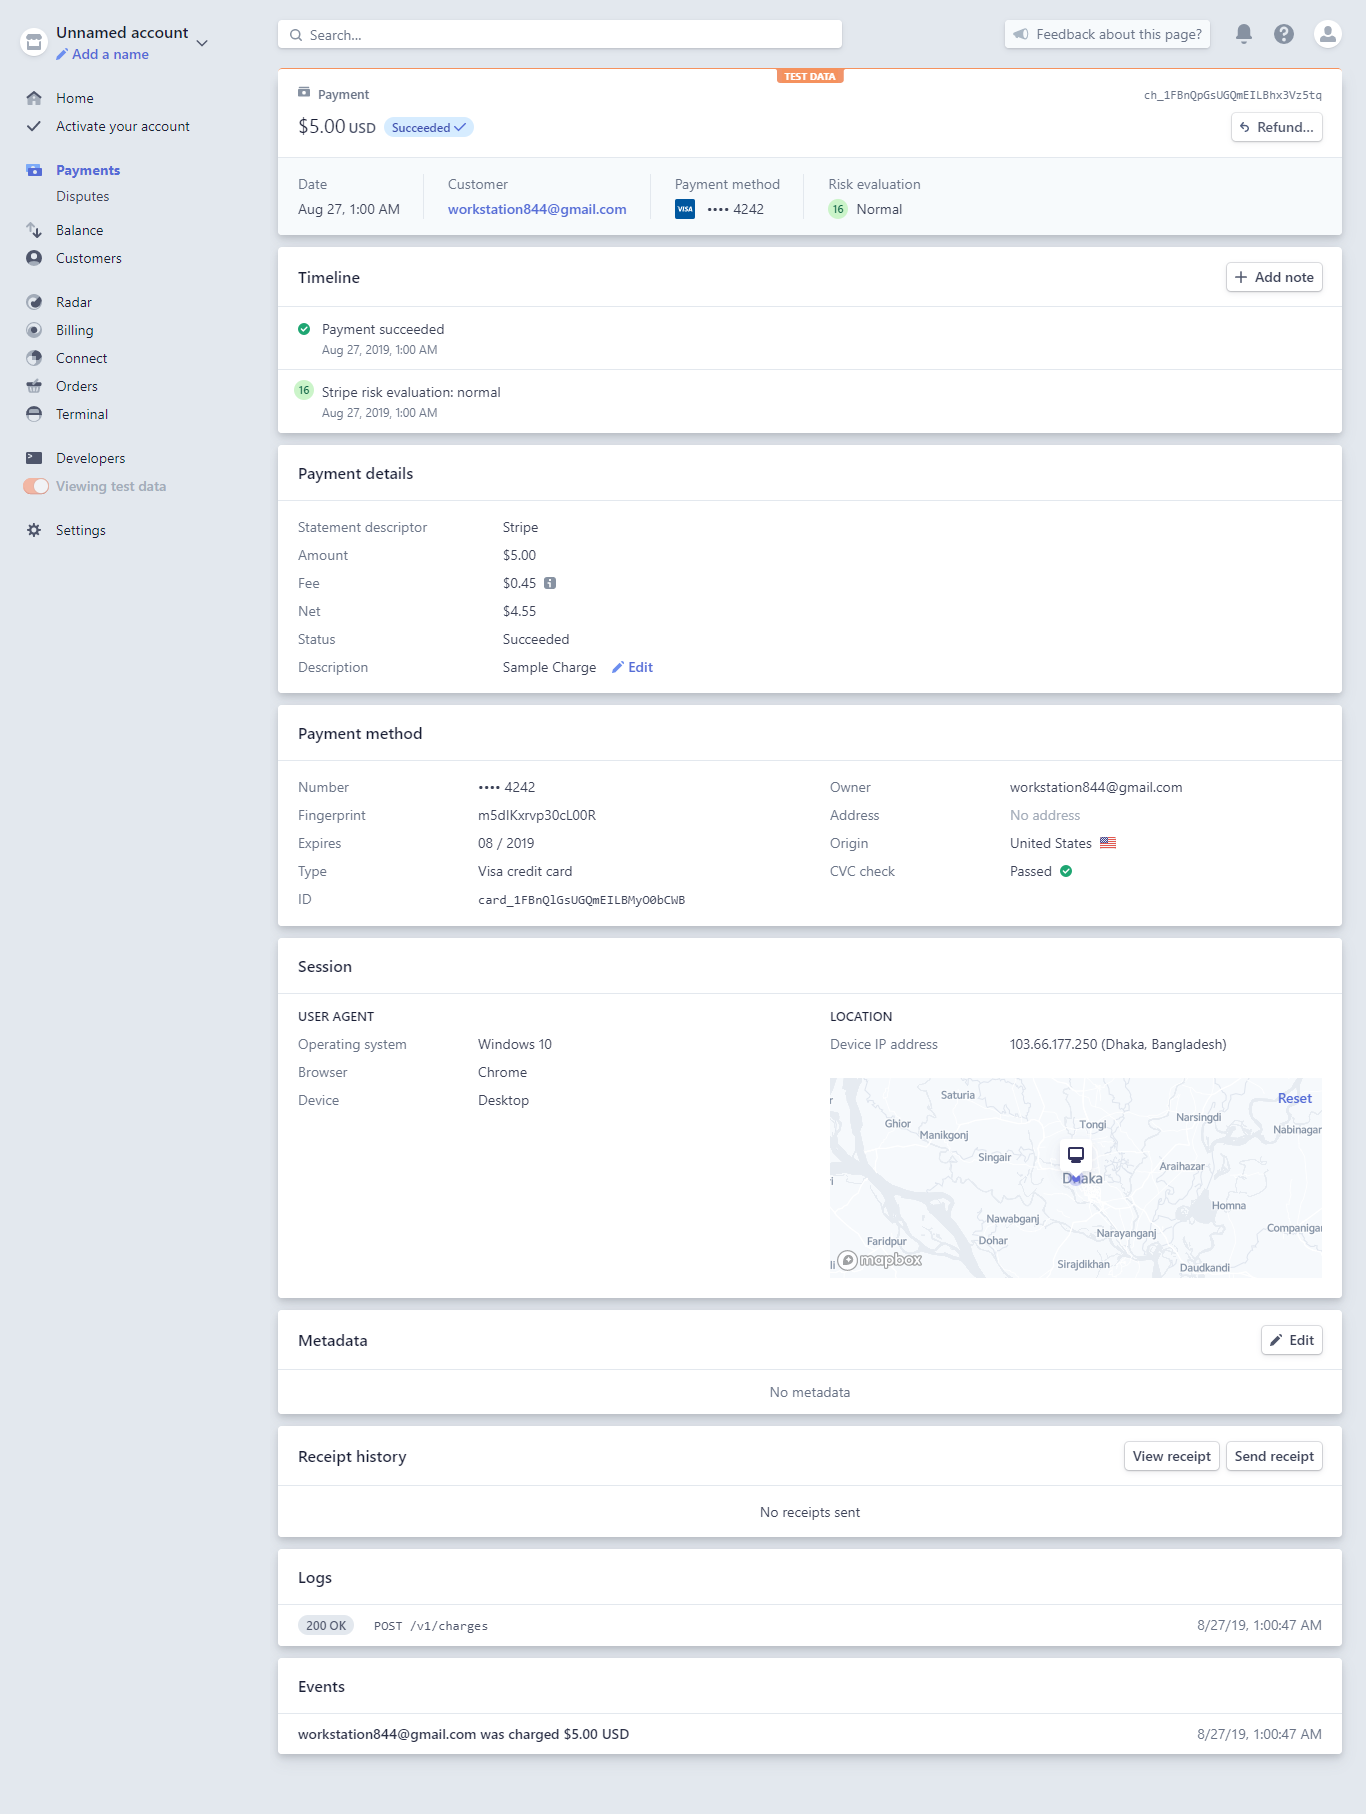 Unnamed account
Add a name
Search...
Feedback about this page?
Home
Activate your account
Payments
Disputes
Balance
Customers
Radar
Billing
Connect
Orders
Terminal
Developers
Viewing test data
Settings
TEST DATA
Payment
ch_1FBnQpGsUGQmEILBhx3Vz5tq
$5.00 USD Succeeded
Refund...
Date
Aug 27, 1:00 AM
Customer
workstation844@gmail.com
Payment method
VISA •••• 4242
Risk evaluation
16 Normal
Timeline
Add note
Payment succeeded
Aug 27, 2019, 1:00 AM
16 Stripe risk evaluation: normal
Aug 27, 2019, 1:00 AM
Payment details
Statement descriptor Stripe
Amount $5.00
Fee $0.45
Net $4.55
Status Succeeded
Description Sample Charge Edit
Payment method
Number •••• 4242
Fingerprint m5dIKxrvp30cL00R
Expires 08 / 2019
Type Visa credit card
ID card_1FBnQlGsUGQmEILBMyO0bCWB
Owner workstation844@gmail.com
Address No address
Origin United States
CVC check Passed
Session
USER AGENT
Operating system Windows 10
Browser Chrome
Device Desktop
LOCATION
Device IP address 103.66.177.250 (Dhaka, Bangladesh)
Reset
Saturia
Narsingdi
Ghior
Tongi
Nabinagar
Manikgonj
Singair
Araihazar
Dhaka
Homna
Nawabganj
Companigar
Narayanganj
Faridpur
Dohar
mapbox
Sirajdikhan
Daudkandi
Metadata
Edit
No metadata
Receipt history
View receipt
Send receipt
No receipts sent
Logs
200 OK POST /v1/charges 8/27/19, 1:00:47 AM
Events
workstation844@gmail.com was charged $5.00 USD 8/27/19, 1:00:47 AM